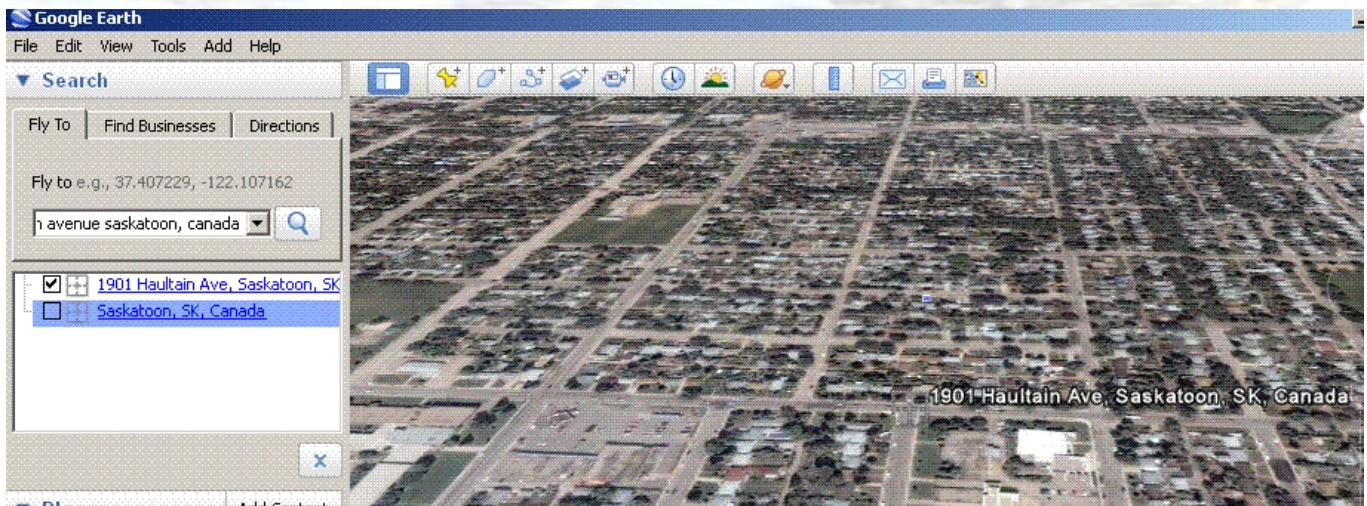 Google Earth
File Edit View Tools Add Help
▼ Search
Fly To Find Businesses Directions
Fly to e.g., 37.407229, -122.107162
n avenue saskatoon, canada
1901 Haultain Ave, Saskatoon, SK
Saskatoon, SK, Canada
1901 Haultain Ave, Saskatoon, SK, Canada